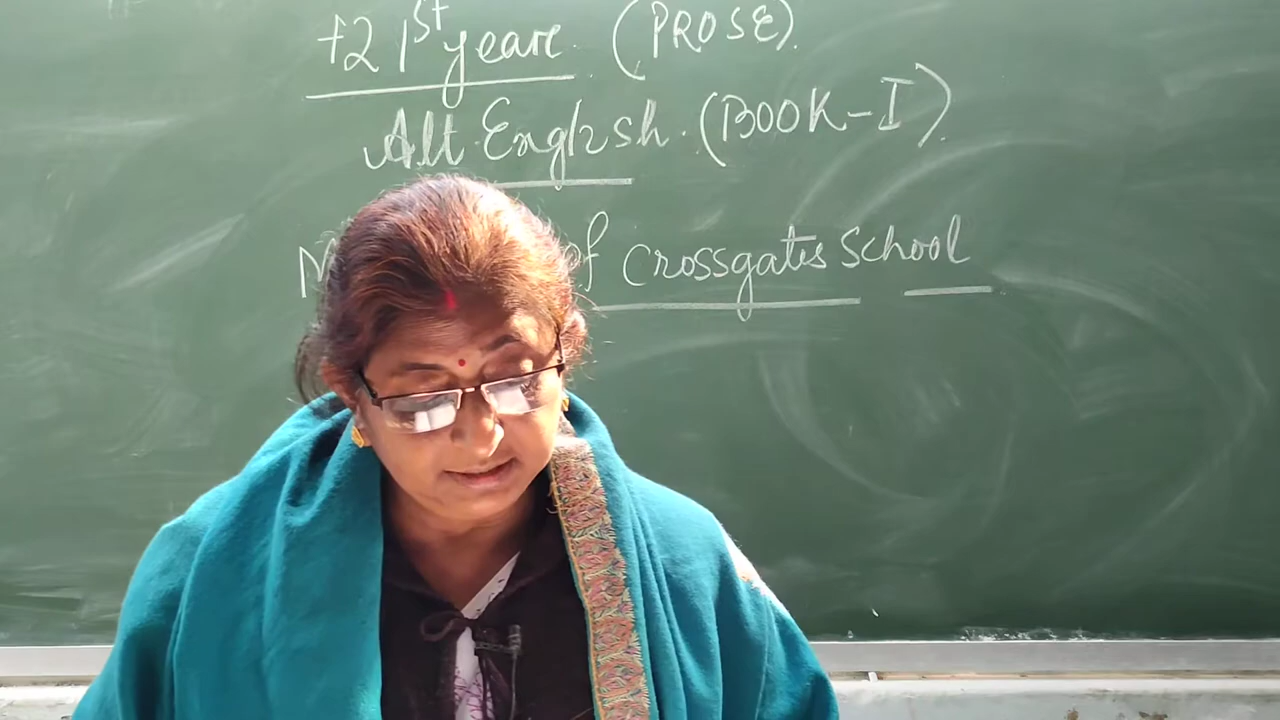 +2 1st year. (PROSE).
Alt English. (BOOK-I).
of Crossgates School